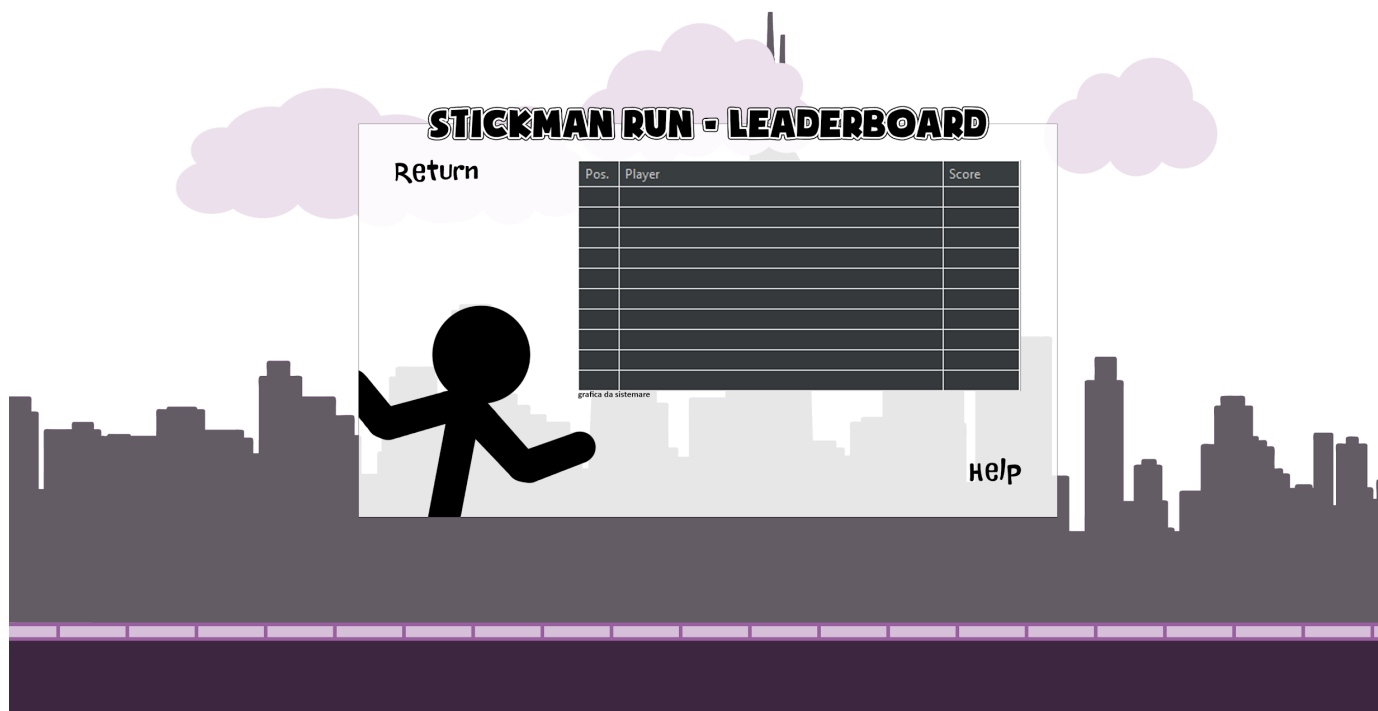 STICKMAN RUN - LEADERBOARD
Return
Pos. Player Score
grafica da sistemare
Help